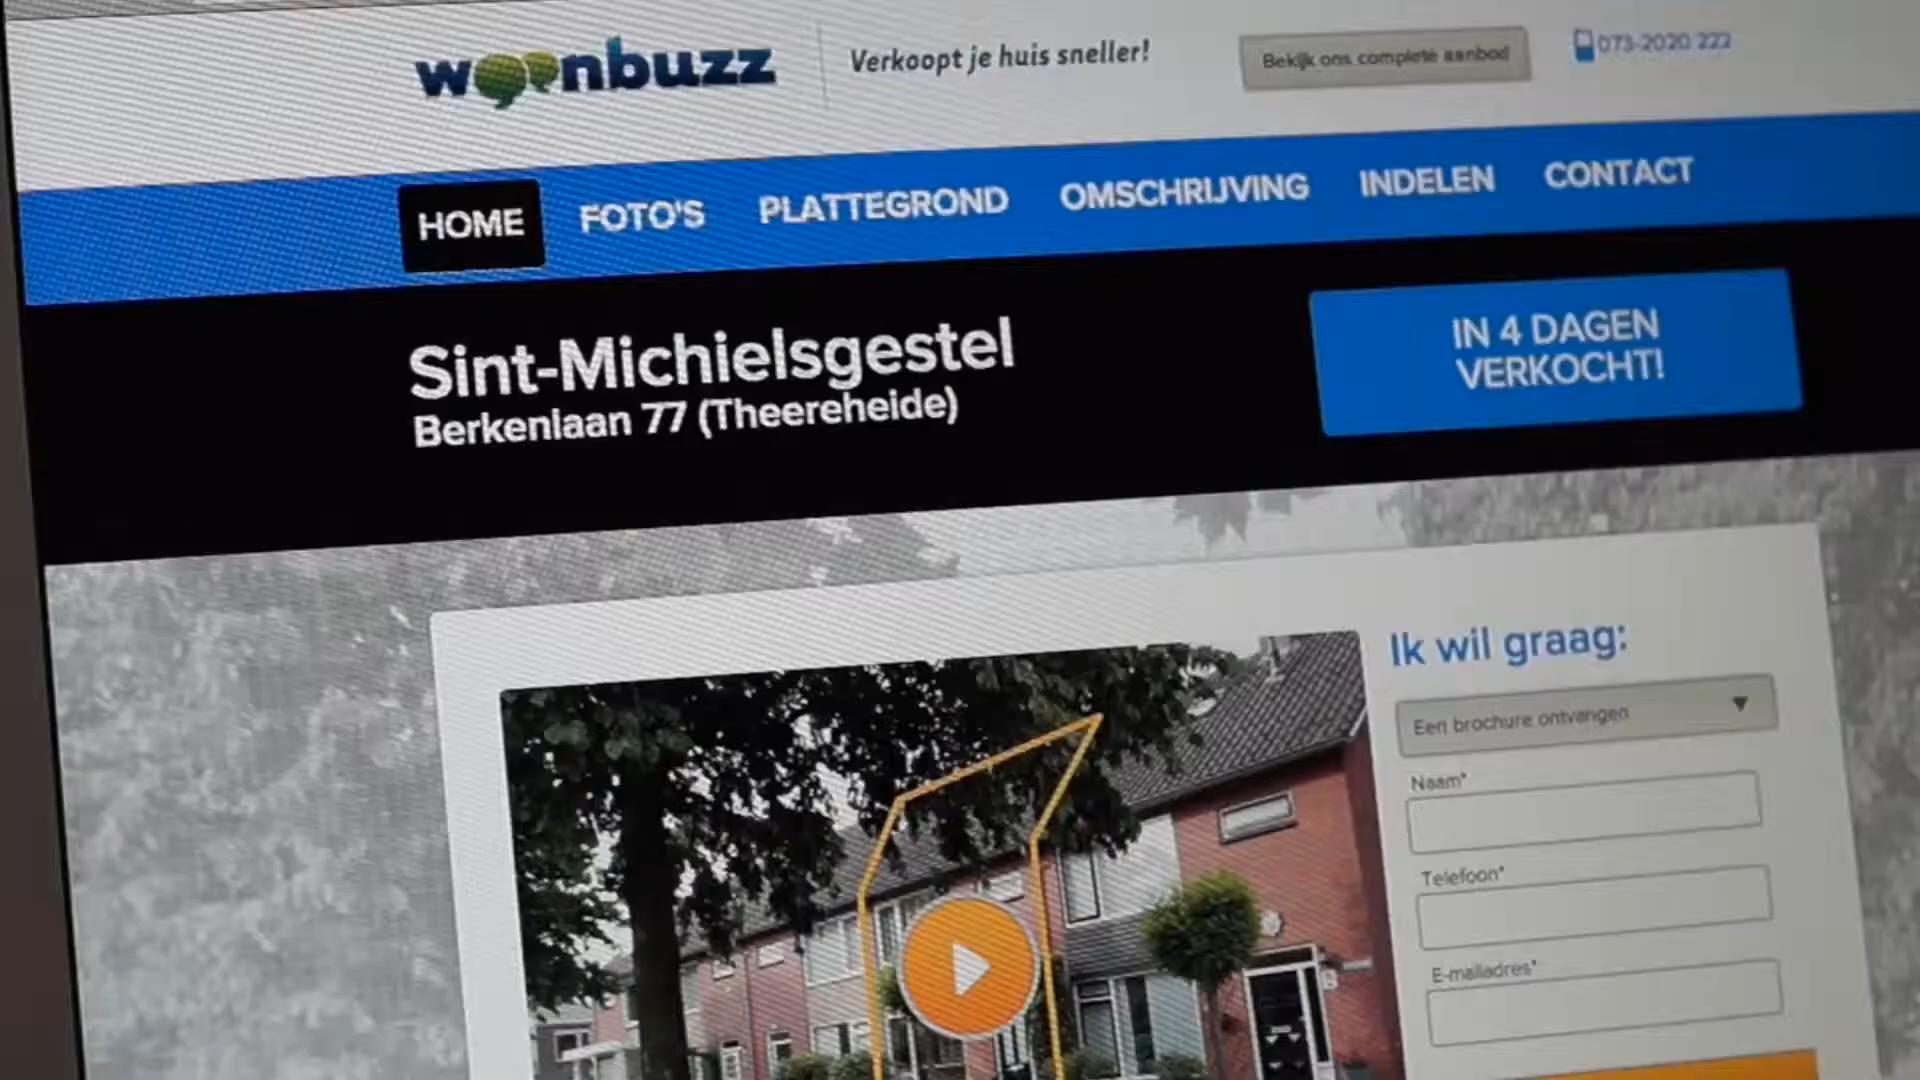 woonbuzz
Verkoopt je huis sneller!
Bekijk ons complete aanbod
073-2020 222
HOME
FOTO'S
PLATTEGROND
OMSCHRIJVING
INDELEN
CONTACT
Sint-Michielsgestel
Berkenlaan 77 (Theereheide)
IN 4 DAGEN
VERKOCHT!
Ik wil graag:
Een brochure ontvangen
Naam*
Telefoon*
E-mailadres*